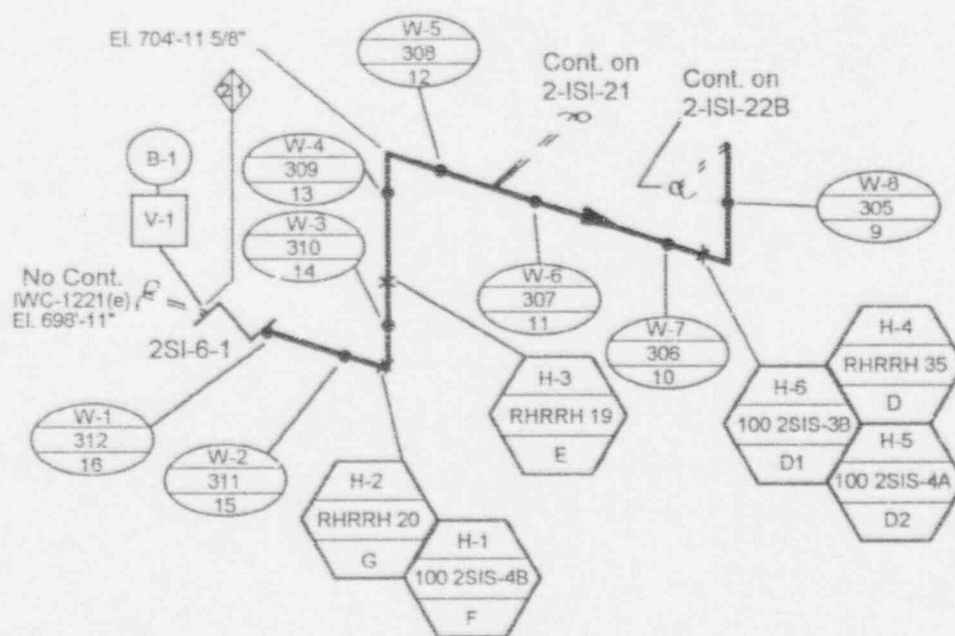 El. 704'-11 5/8"
W-5
308
12
Cont. on
2-ISI-21
Cont. on
2-ISI-22B
21
B-1
V-1
W-4
309
13
W-3
310
14
No Cont.
IWC-1221(e)
El. 698'-11"
2SI-6-1
W-8
305
9
W-6
307
11
W-7
306
10
W-1
312
16
W-2
311
15
H-3
RHRRH 19
E
H-6
100 2SIS-3B
D1
H-4
RHRRH 35
D
H-5
100 2SIS-4A
D2
H-2
RHRRH 20
G
H-1
100 2SIS-4B
F